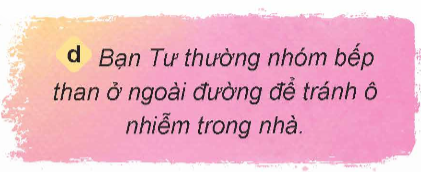 d Bạn Tư thường nhóm bếp
than ở ngoài đường để tránh ô
nhiễm trong nhà.